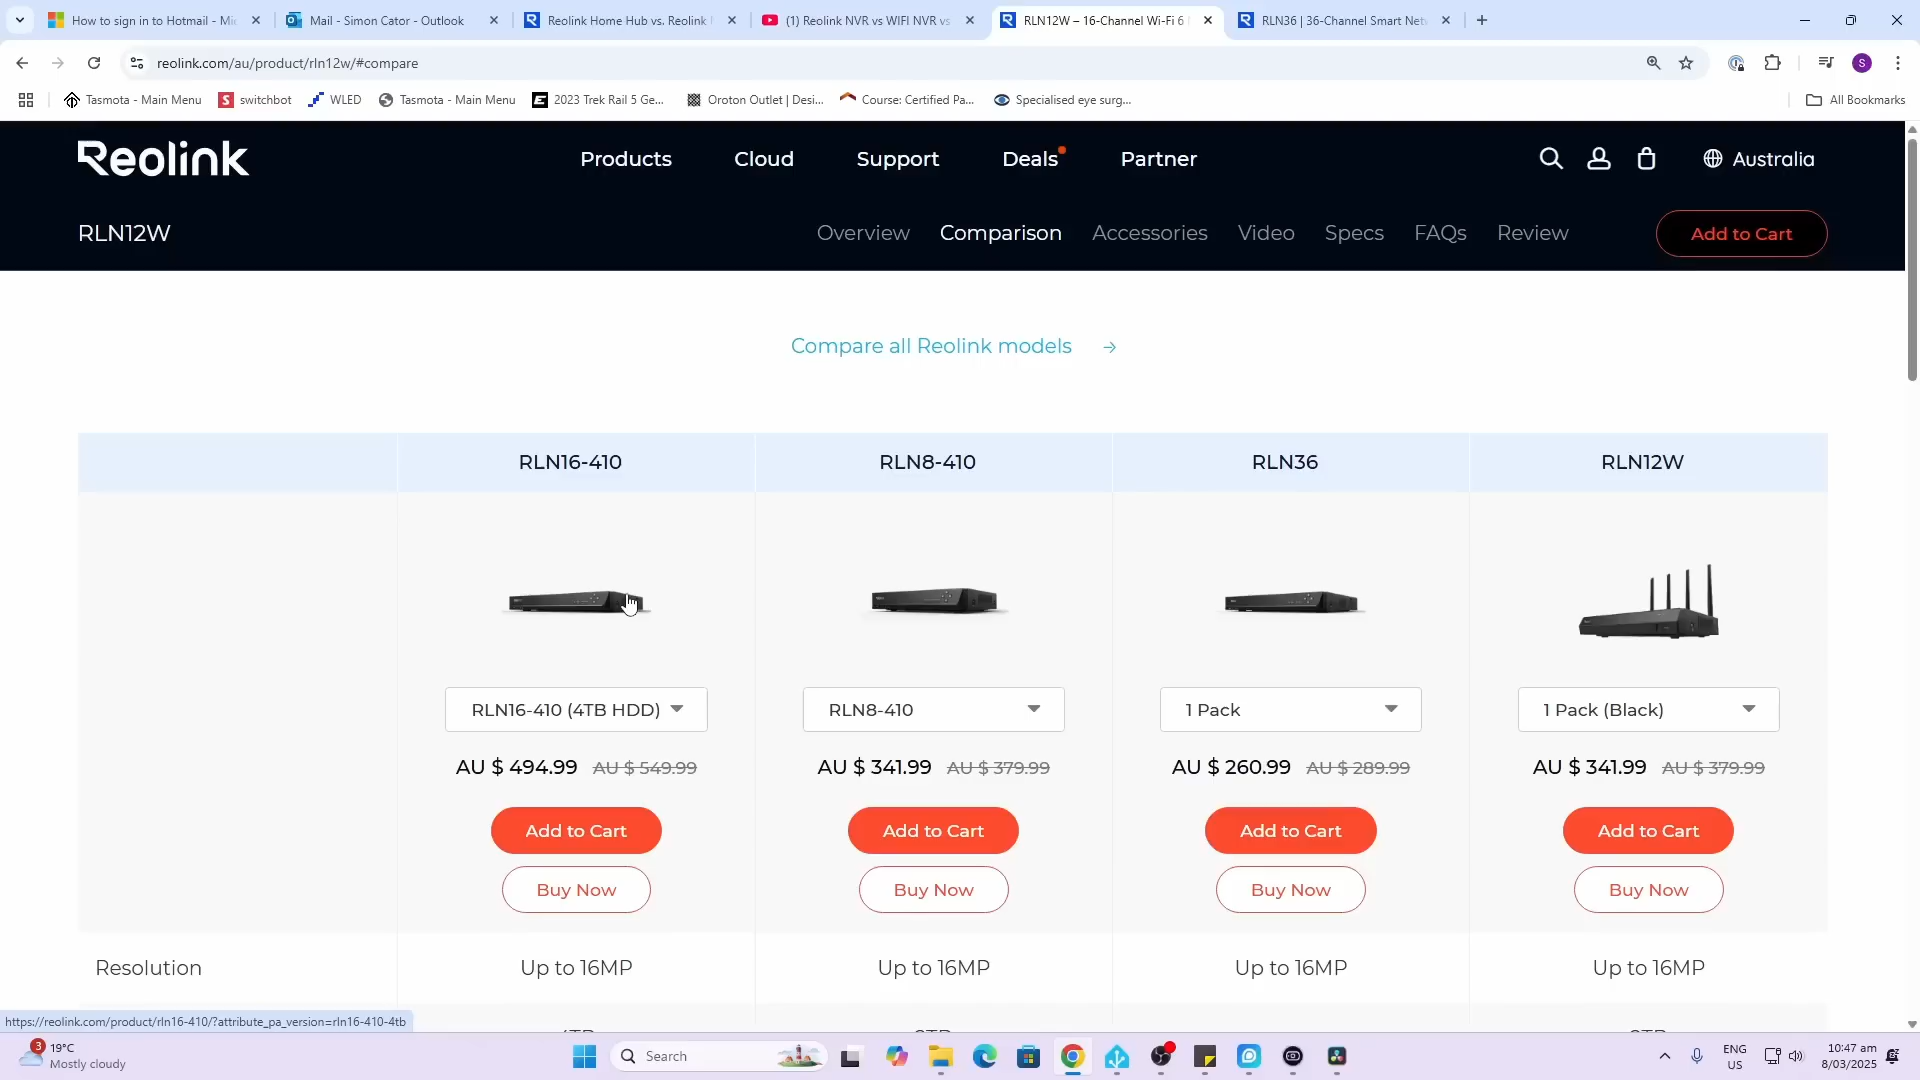 How to sign in to Hotmail - Mic
Mail - Simon Cator - Outlook
Reolink Home Hub vs. Reolink
(1) Reolink NVR vs WIFI NVR vs
RLN12W – 16-Channel Wi-Fi 6
RLN36 | 36-Channel Smart Net
reolink.com/au/product/rln12w/#compare
S
Tasmota - Main Menu
switchbot
WLED
Tasmota - Main Menu
2023 Trek Rail 5 Ge...
Oroton Outlet | Desi...
Course: Certified Pa...
Specialised eye surg...
All Bookmarks
Reolink
Products
Cloud
Support
Deals
Partner
Australia
RLN12W
Overview
Comparison
Accessories
Video
Specs
FAQs
Review
Add to Cart
Compare all Reolink models →
RLN16-410
RLN8-410
RLN36
RLN12W
RLN16-410 (4TB HDD)
RLN8-410
1 Pack
1 Pack (Black)
AU $ 494.99 AU $ 549.99
AU $ 341.99 AU $ 379.99
AU $ 260.99 AU $ 289.99
AU $ 341.99 AU $ 379.99
Add to Cart
Add to Cart
Add to Cart
Add to Cart
Buy Now
Buy Now
Buy Now
Buy Now
Resolution
Up to 16MP
Up to 16MP
Up to 16MP
Up to 16MP
https://reolink.com/product/rln16-410/?attribute_pa_version=rln16-410-4tb
3
19°C
Mostly cloudy
Search
ENG
US
10:47 am
8/03/2025